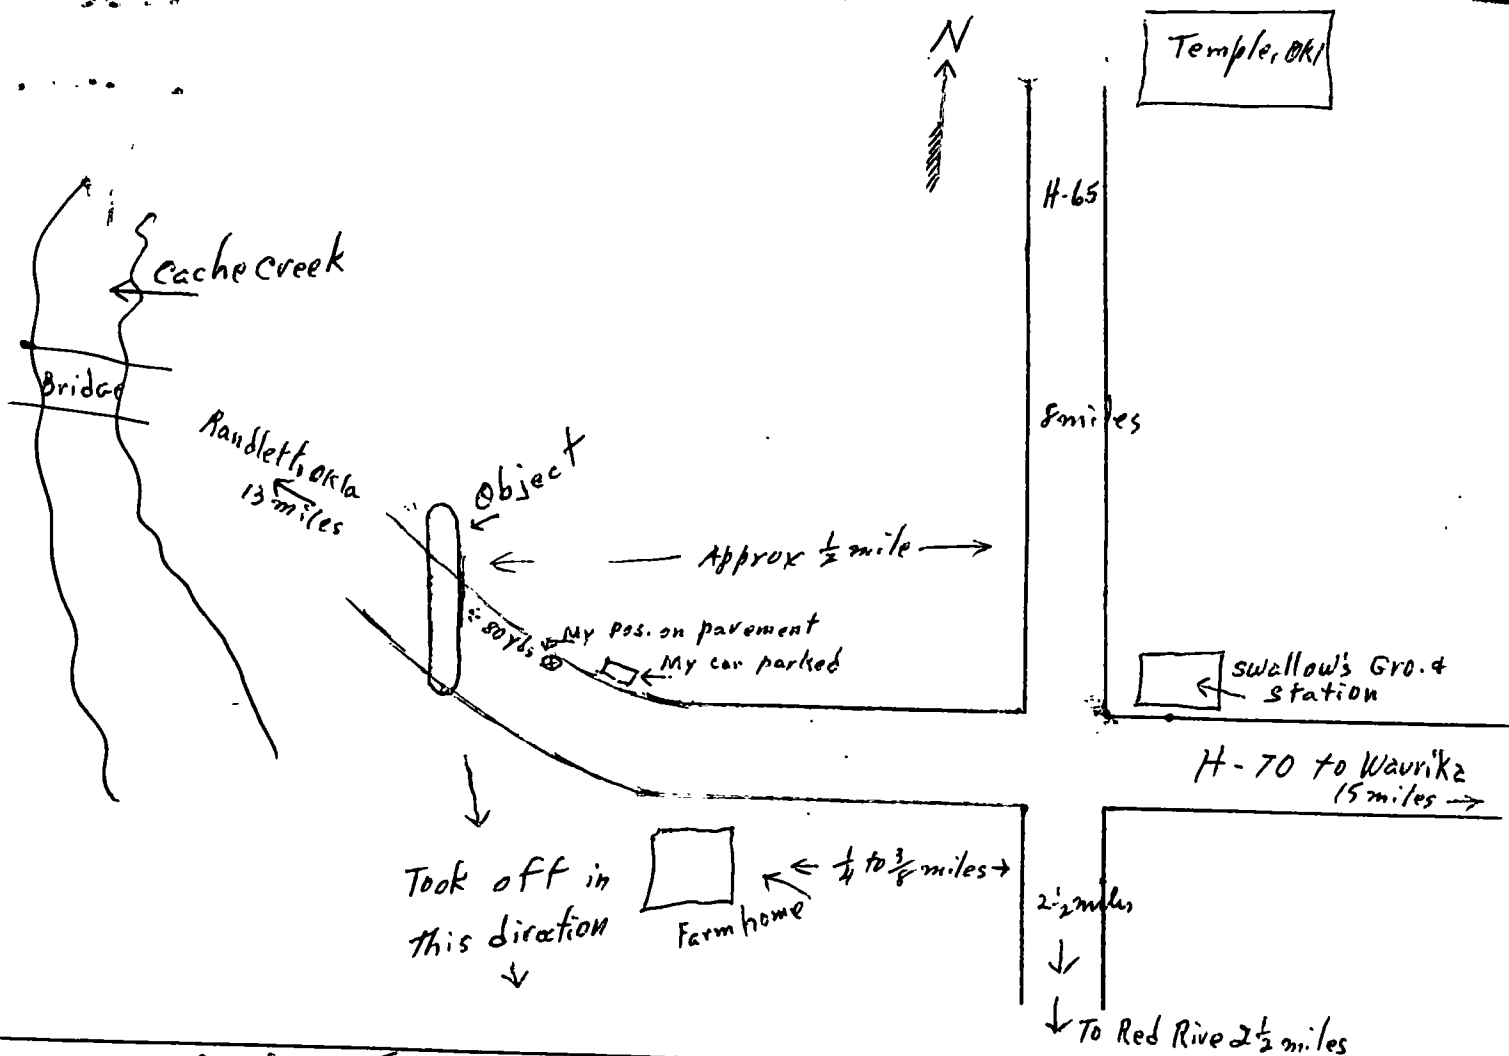 N
Temple, Okl
H-65
Cache Creek
8 miles
Bridge
Randlett, Okla
13 miles
Object
Approx ½ mile
80 yds
My pos. on pavement
My car parked
Swallow's Gro. &
Station
H-70 to Waurika
15 miles
Took off in
this direction
Farm home
¼ to ⅜ miles
2½ miles
To Red Rive 2½ miles